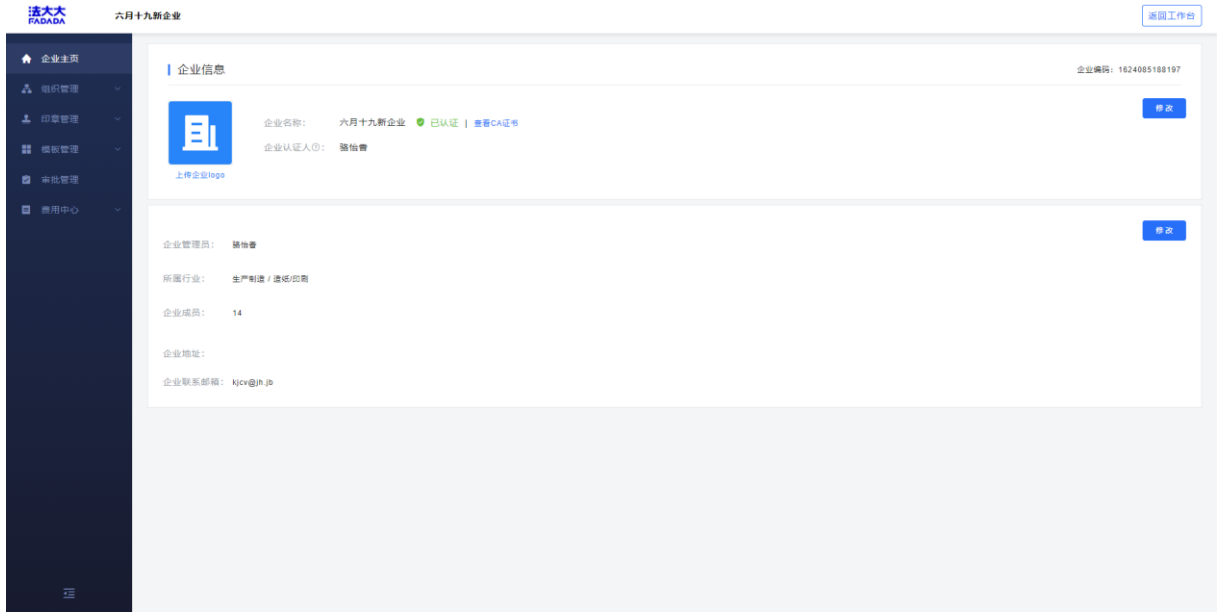 法大大
FADADA
六月十九新企业
返回工作台
企业主页
组织管理
印章管理
模板管理
审批管理
费用中心
企业信息
企业编码：1624085188197
修改
企业名称： 六月十九新企业 已认证 | 查看CA证书
企业认证人?： 骆怡香
上传企业logo
修改
企业管理员： 骆怡香
所属行业： 生产制造 / 造纸/印刷
企业成员： 14
企业地址：
企业联系邮箱： kjcv@jh.jb